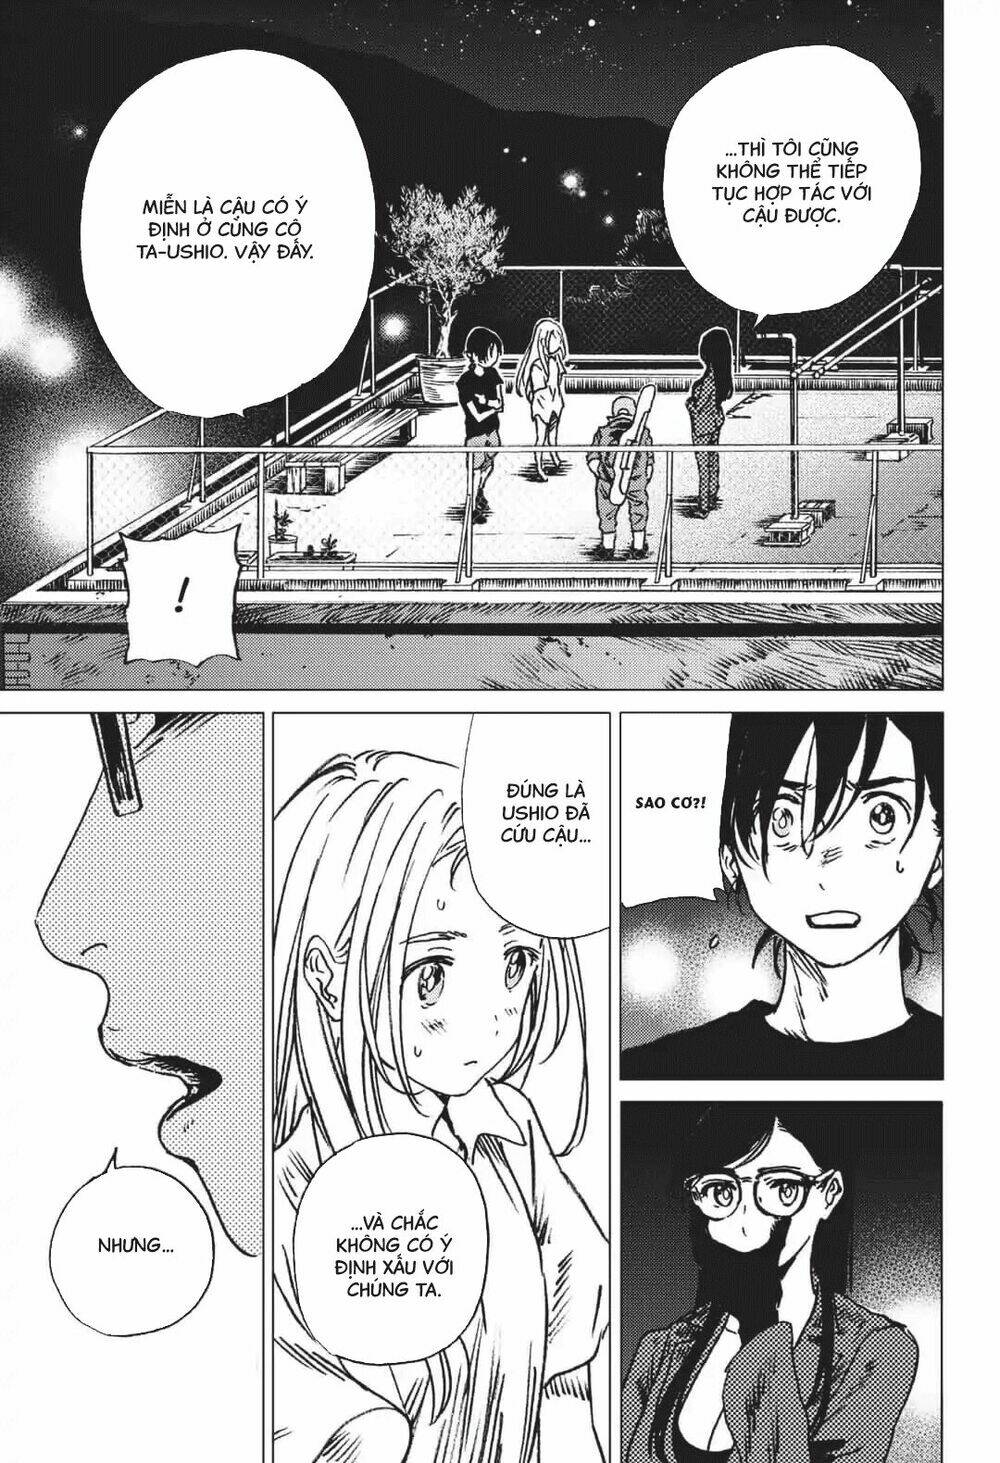 ...THÌ TÔI CŨNG
KHÔNG THỂ TIẾP
TỤC HỢP TÁC VỚI
CẬU ĐƯỢC.
MIỄN LÀ CẬU CÓ Ý
ĐỊNH Ở CÙNG CÔ
TA-USHIO. VẬY ĐẤY.
!
SAO CƠ?!
ĐÚNG LÀ
USHIO ĐÃ
CỨU CẬU...
...VÀ CHẮC
KHÔNG CÓ Ý
ĐỊNH XẤU VỚI
CHÚNG TA.
NHƯNG...